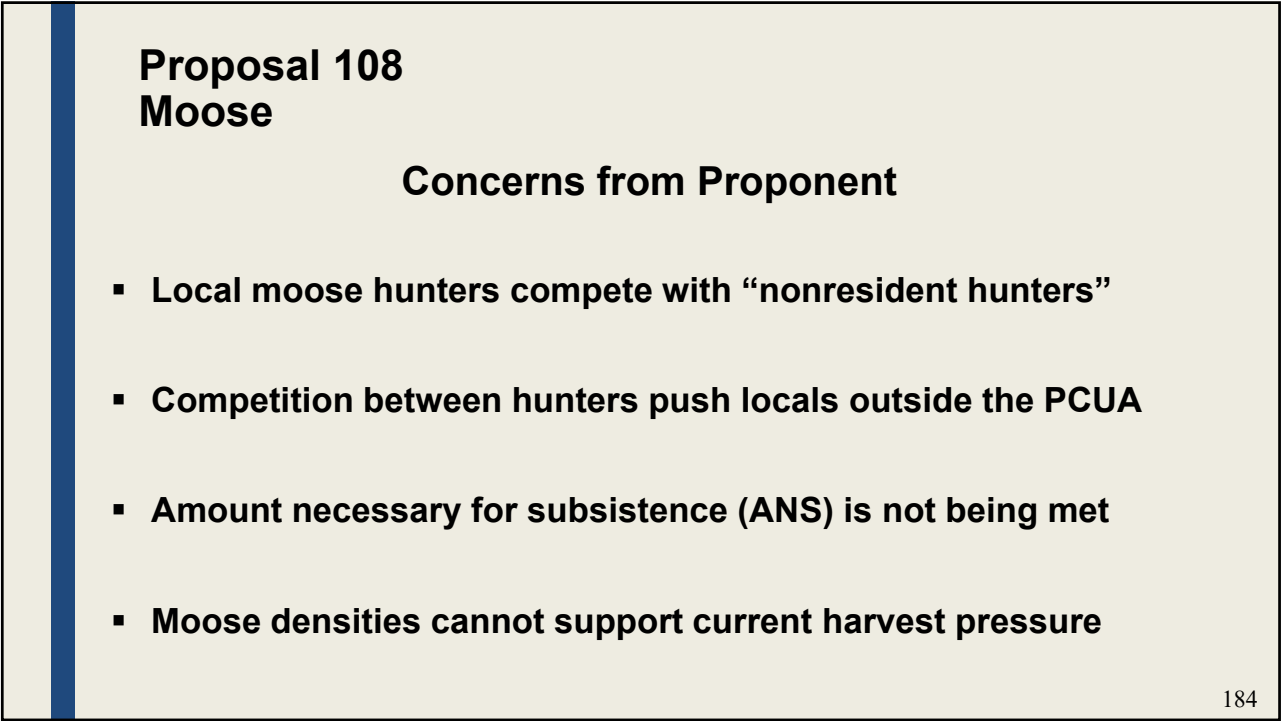 Proposal 108
Moose
Concerns from Proponent
▪ Local moose hunters compete with “nonresident hunters”
▪ Competition between hunters push locals outside the PCUA
▪ Amount necessary for subsistence (ANS) is not being met
▪ Moose densities cannot support current harvest pressure
184